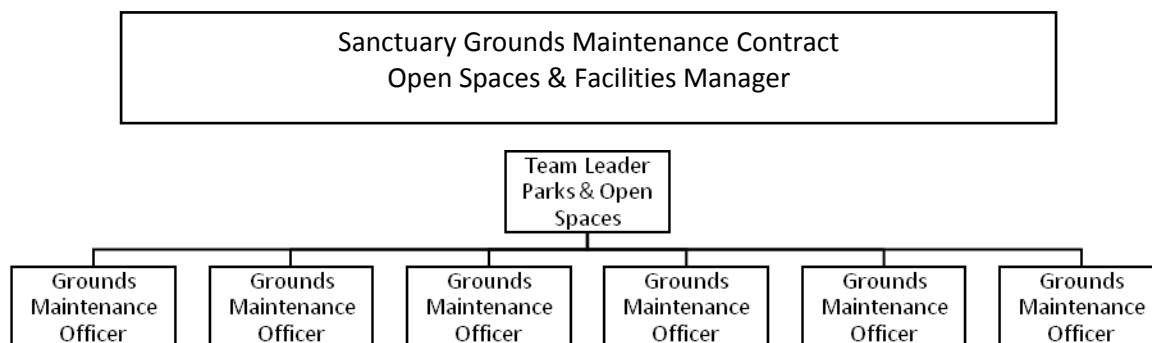 Sanctuary Grounds Maintenance Contract
Open Spaces & Facilities Manager
Team Leader
Parks & Open
Spaces
Grounds
Maintenance
Officer
Grounds
Maintenance
Officer
Grounds
Maintenance
Officer
Grounds
Maintenance
Officer
Grounds
Maintenance
Officer
Grounds
Maintenance
Officer